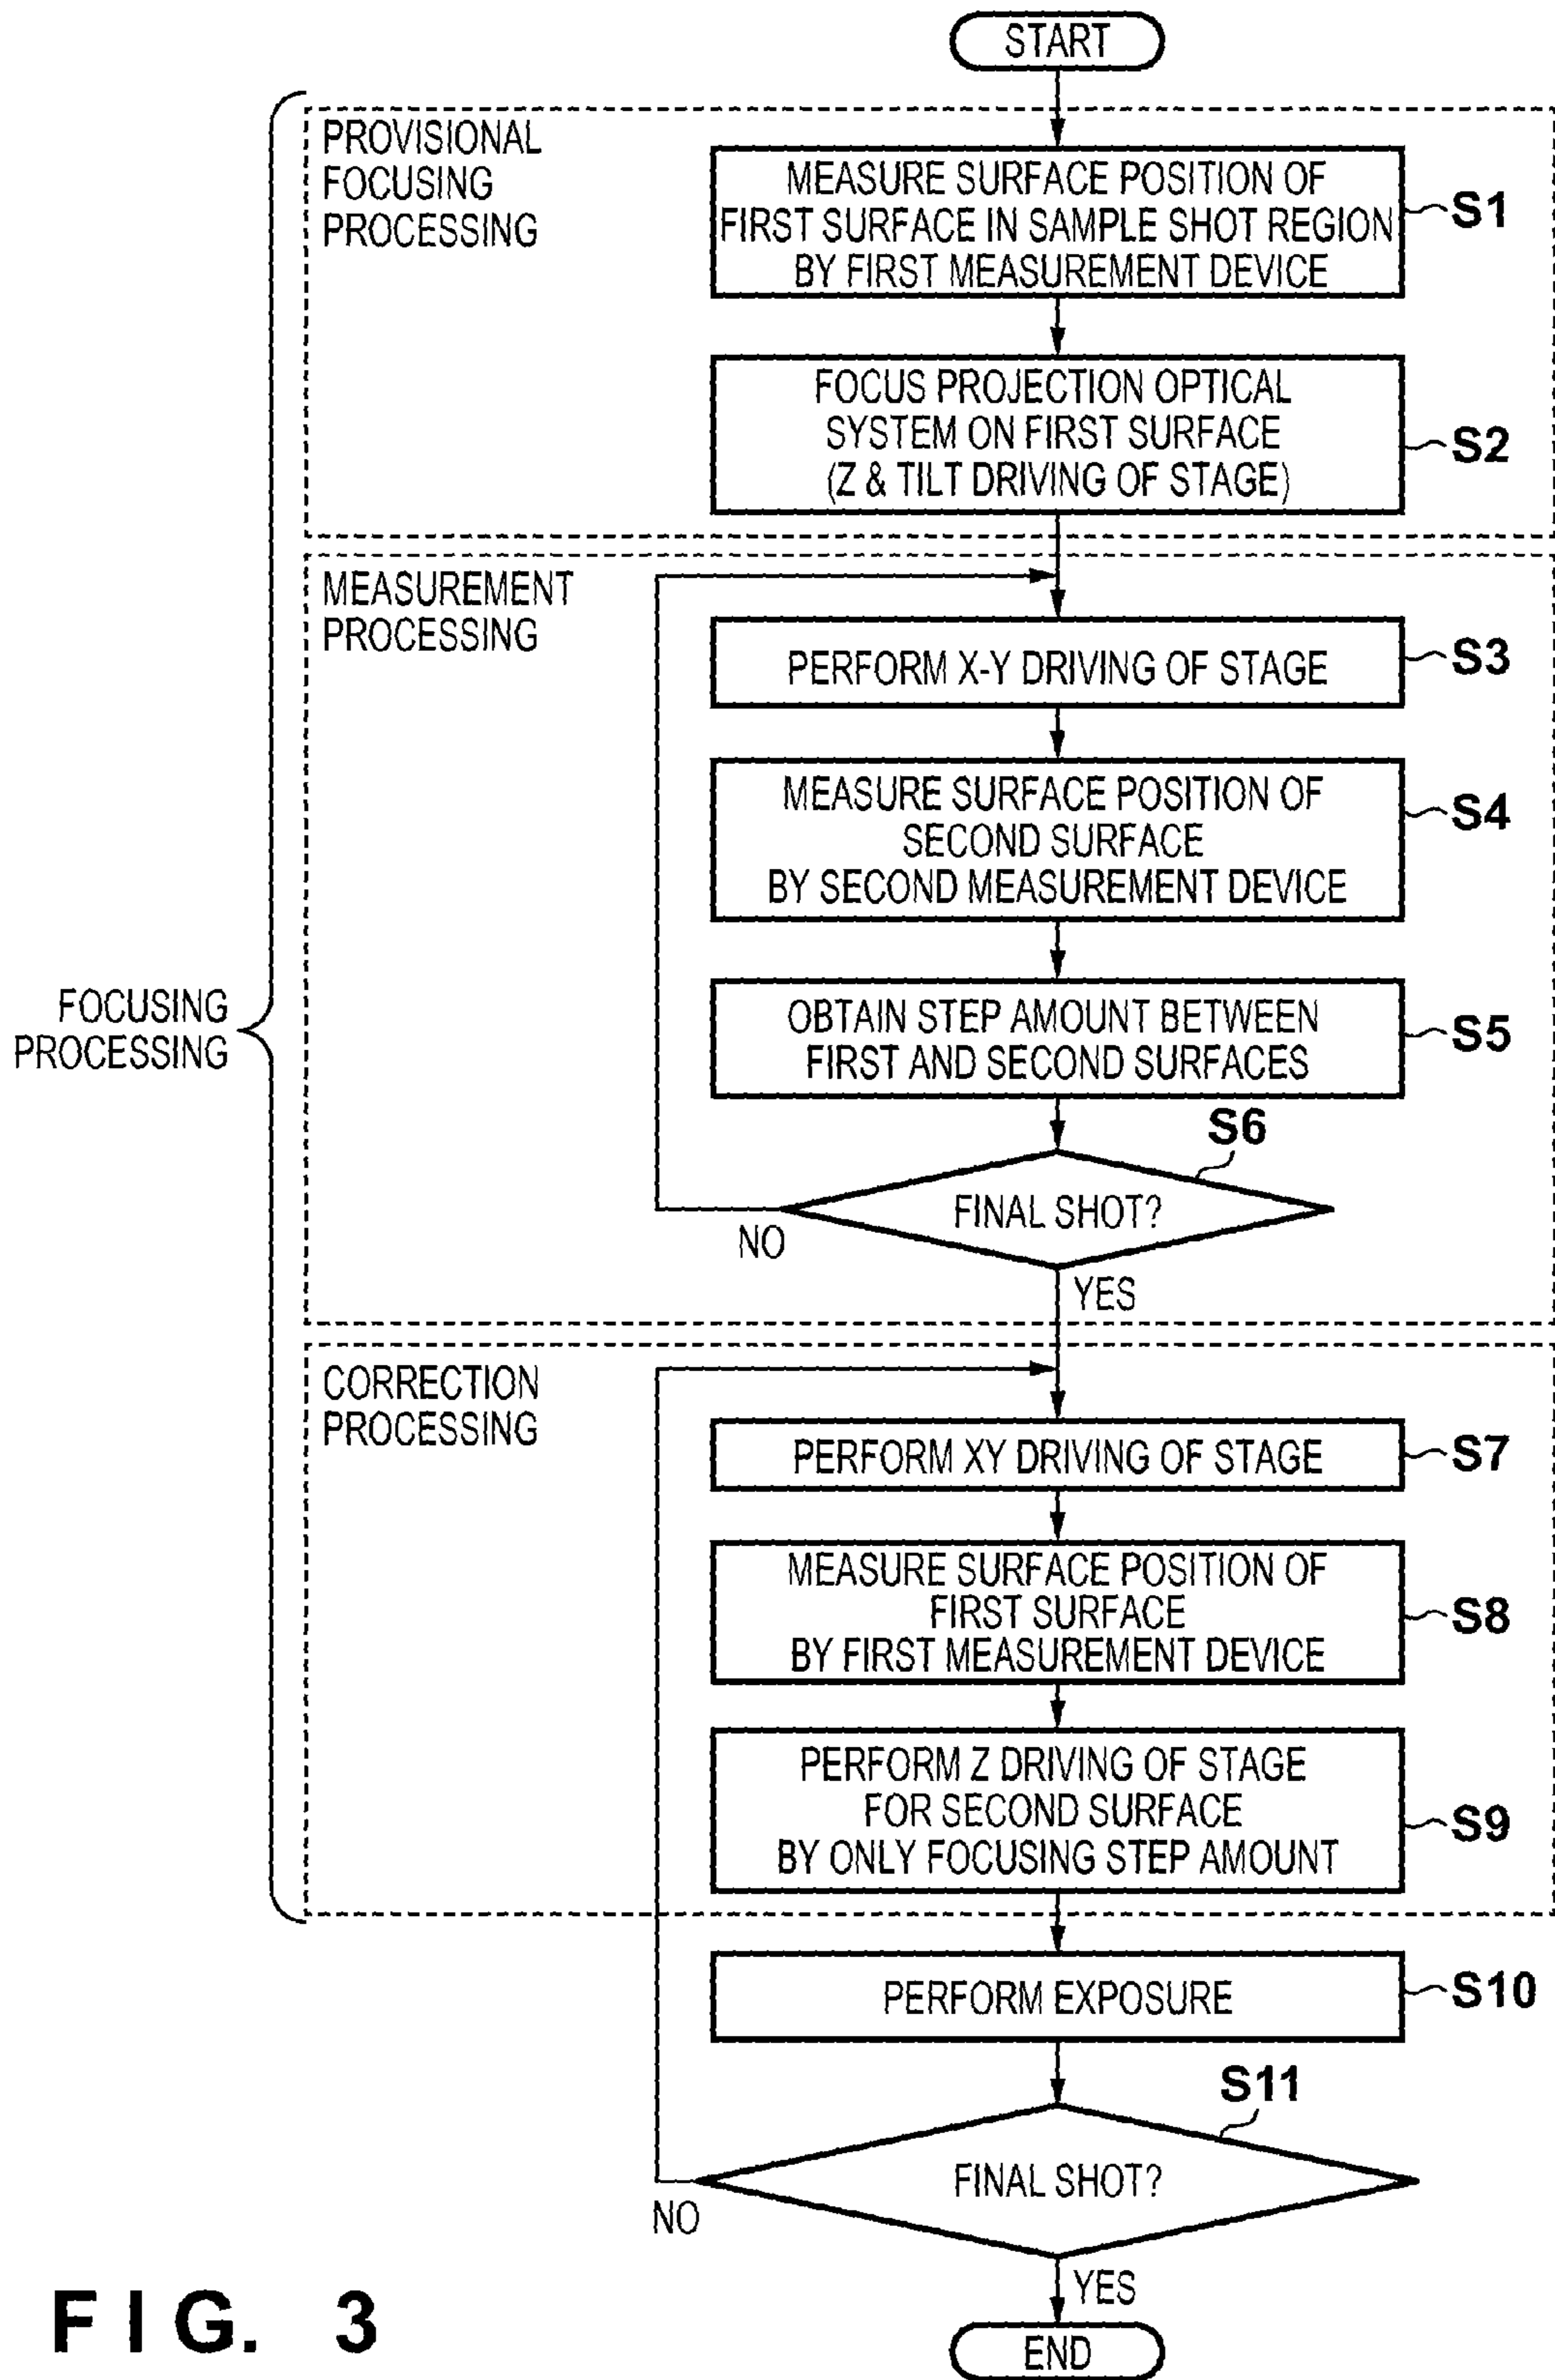 START
PROVISIONAL
FOCUSING
PROCESSING
MEASURE SURFACE POSITION OF
FIRST SURFACE IN SAMPLE SHOT REGION
BY FIRST MEASUREMENT DEVICE
S1
FOCUS PROJECTION OPTICAL
SYSTEM ON FIRST SURFACE
(Z & TILT DRIVING OF STAGE)
S2
MEASUREMENT
PROCESSING
PERFORM X-Y DRIVING OF STAGE
S3
MEASURE SURFACE POSITION OF
SECOND SURFACE
BY SECOND MEASUREMENT DEVICE
S4
FOCUSING
PROCESSING
OBTAIN STEP AMOUNT BETWEEN
FIRST AND SECOND SURFACES
S5
S6
FINAL SHOT?
NO
YES
CORRECTION
PROCESSING
PERFORM XY DRIVING OF STAGE
S7
MEASURE SURFACE POSITION OF
FIRST SURFACE
BY FIRST MEASUREMENT DEVICE
S8
PERFORM Z DRIVING OF STAGE
FOR SECOND SURFACE
BY ONLY FOCUSING STEP AMOUNT
S9
PERFORM EXPOSURE
S10
S11
FINAL SHOT?
NO
YES
END
FIG. 3